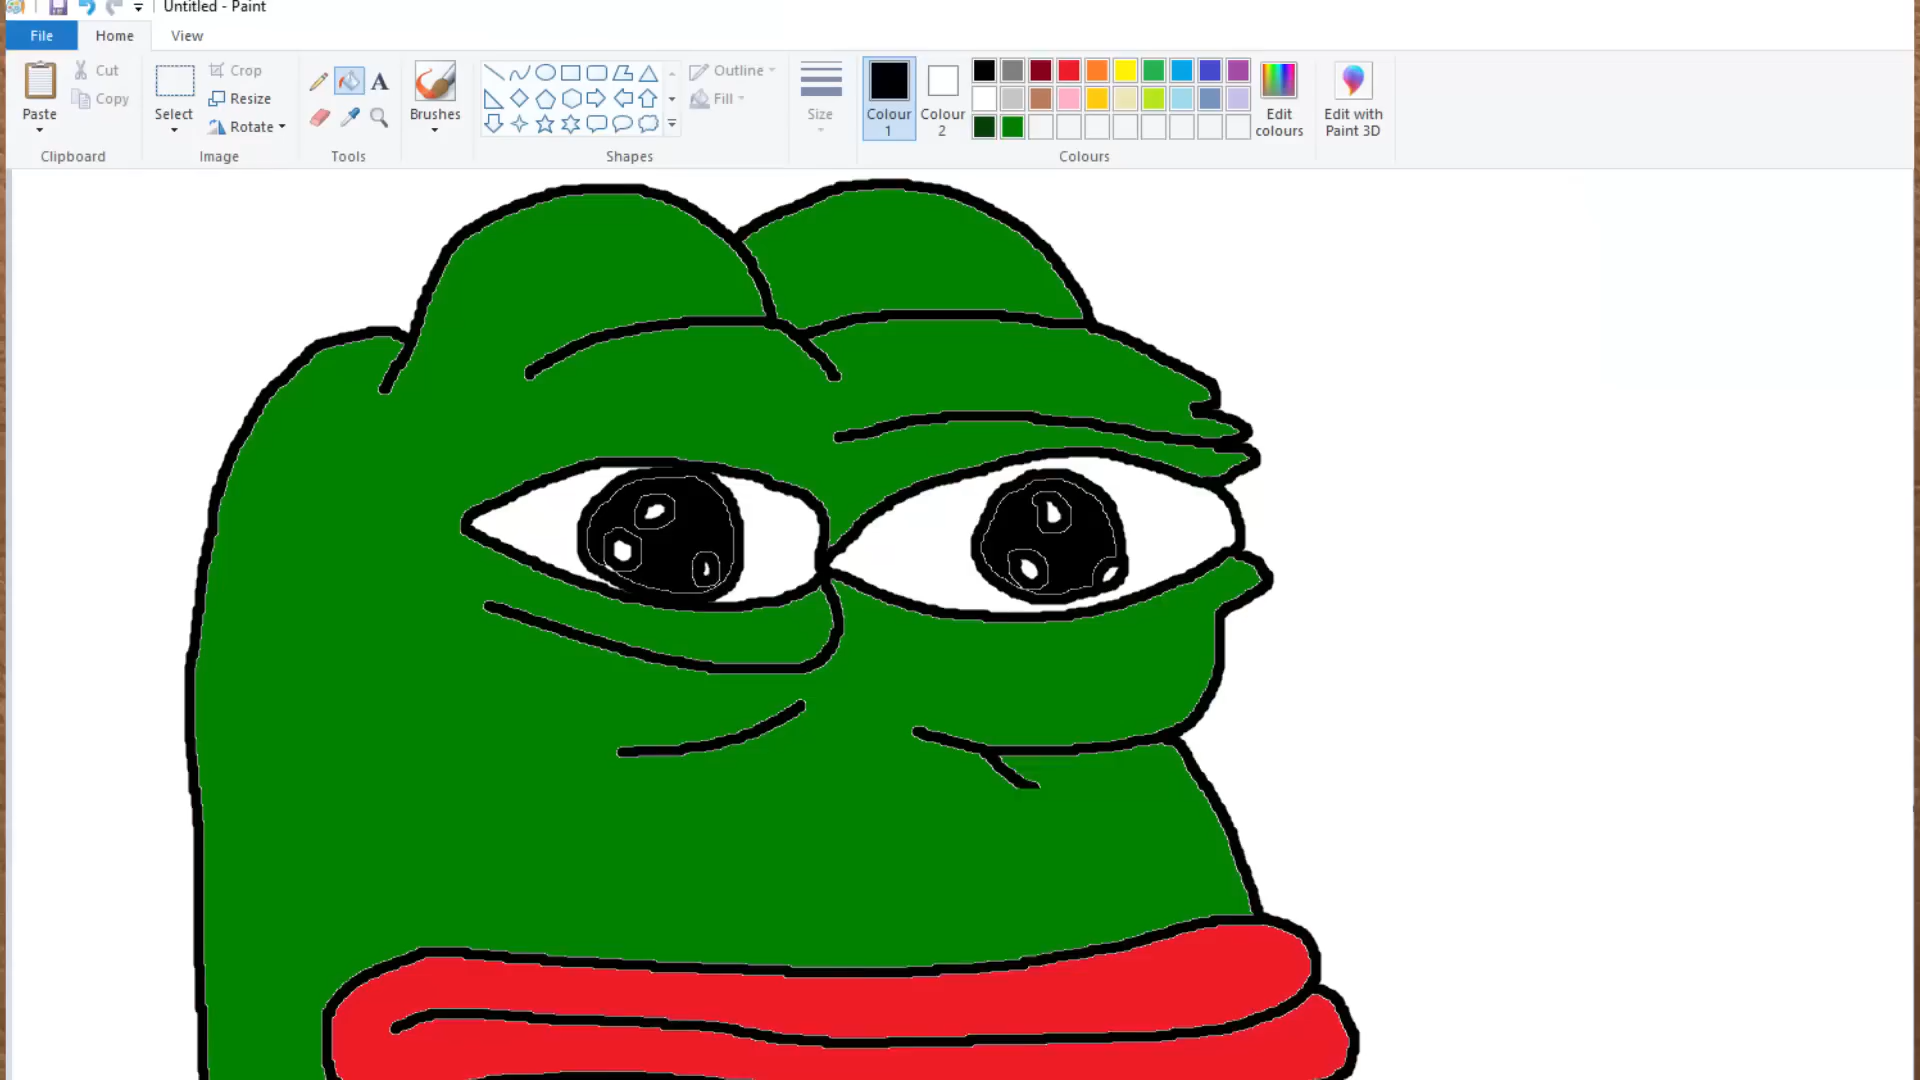 Untitled - Paint
File Home View
Paste
Cut
Copy
Clipboard
Select
Crop
Resize
Rotate
Image
A
Tools
Brushes
Shapes
Outline
Fill
Size
Colour 1
Colour 2
Colours
Edit colours
Edit with Paint 3D